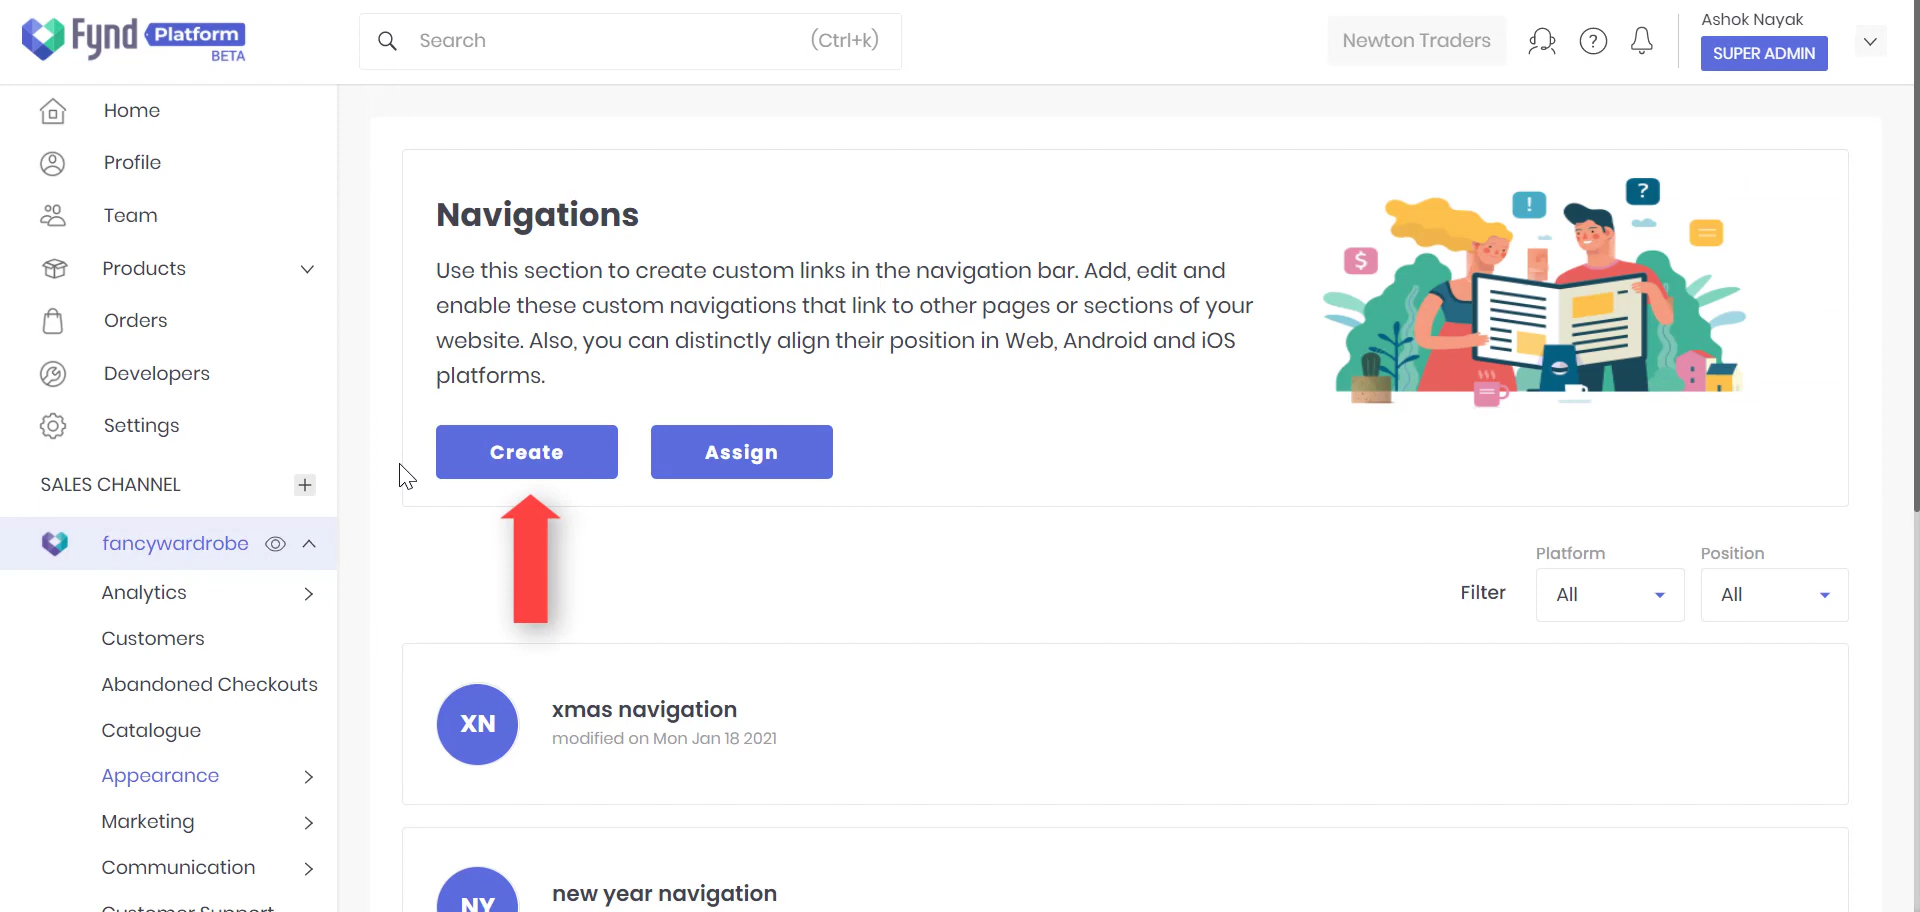 Fynd Platform
BETA
Search (Ctrl+k)
Newton Traders
?
Ashok Nayak
SUPER ADMIN
Home
Profile
Team
Products
Orders
Developers
Settings
SALES CHANNEL +
fancywardrobe
Analytics
Customers
Abandoned Checkouts
Catalogue
Appearance
Marketing
Communication
Customer Support
Navigations
Use this section to create custom links in the navigation bar. Add, edit and
enable these custom navigations that link to other pages or sections of your
website. Also, you can distinctly align their position in Web, Android and iOS
platforms.
Create Assign
$ ! ?
Platform Position
Filter All All
XN
xmas navigation
modified on Mon Jan 18 2021
NY
new year navigation